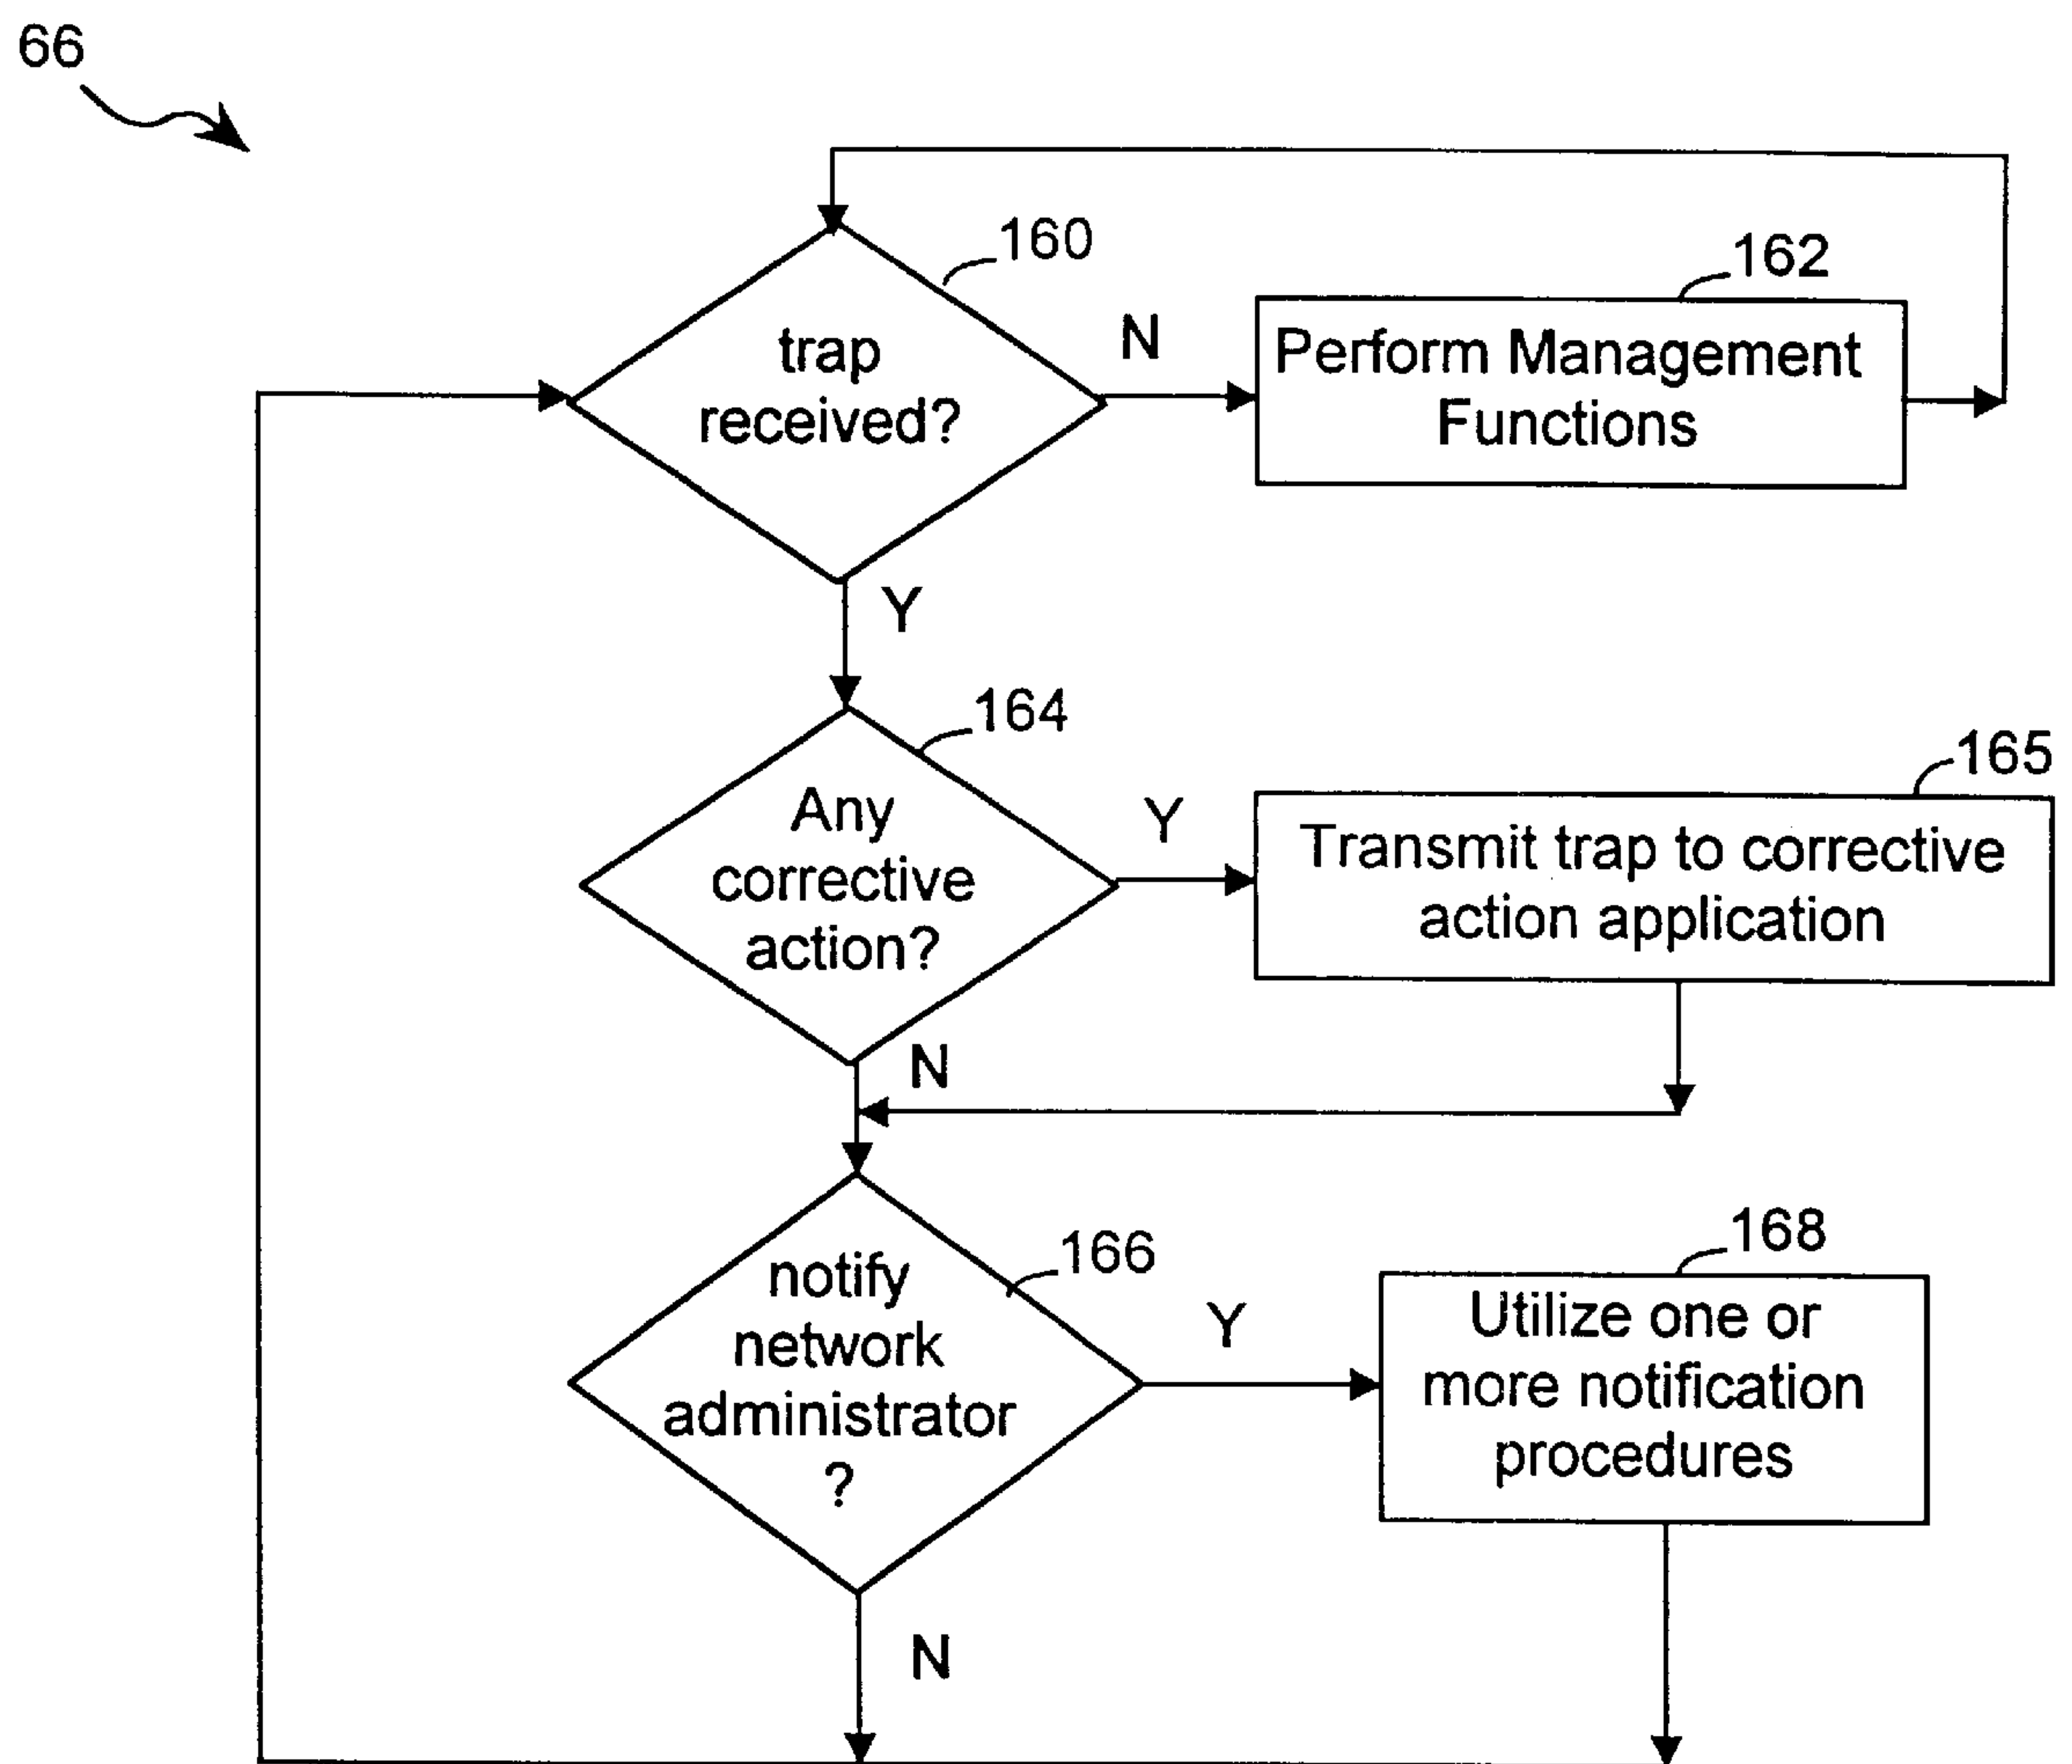 66
160
162
trap
received?
N
Perform Management
Functions
Y
164
165
Any
corrective
action?
Y
Transmit trap to corrective
action application
N
166
168
notify
network
administrator
?
Y
Utilize one or
more notification
procedures
N